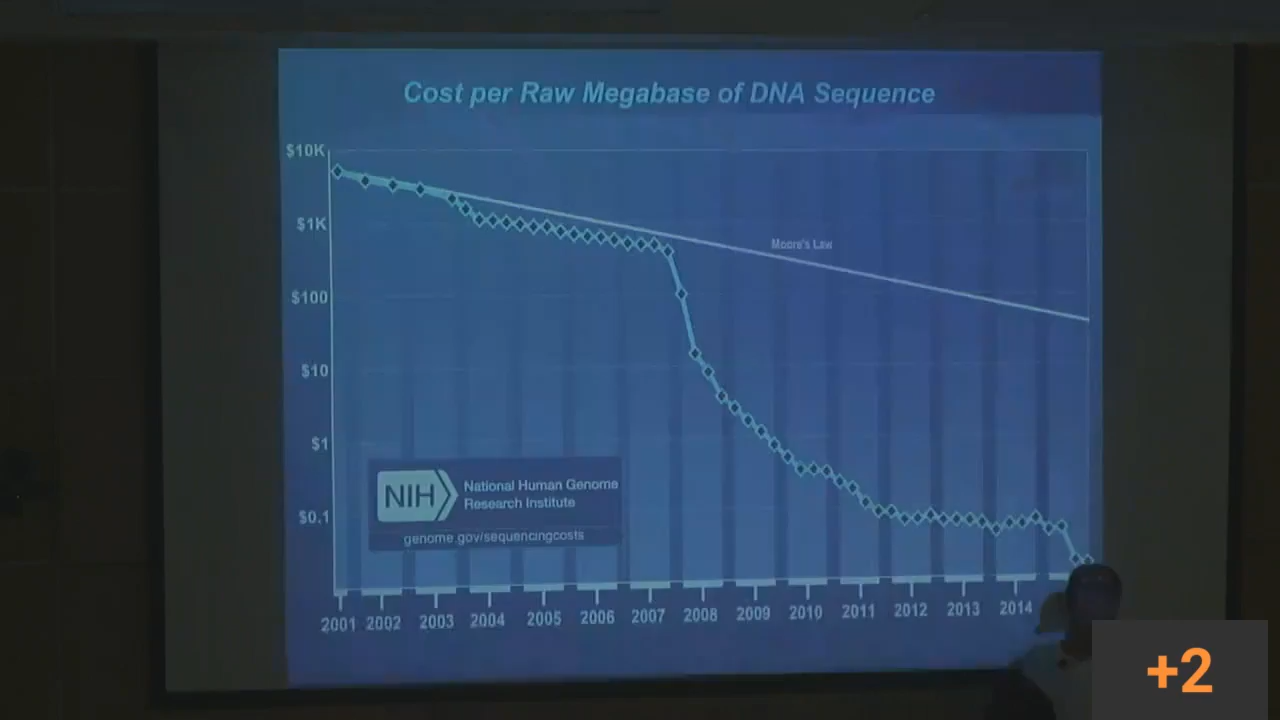 Cost per Raw Megabase of DNA Sequence
$10K
$1K
$100
$10
$1
$0.1
Moore's Law
NIH
National Human Genome
Research Institute
genome.gov/sequencingcosts
2001 2002 2003 2004 2005 2006 2007 2008 2009 2010 2011 2012 2013 2014
+2